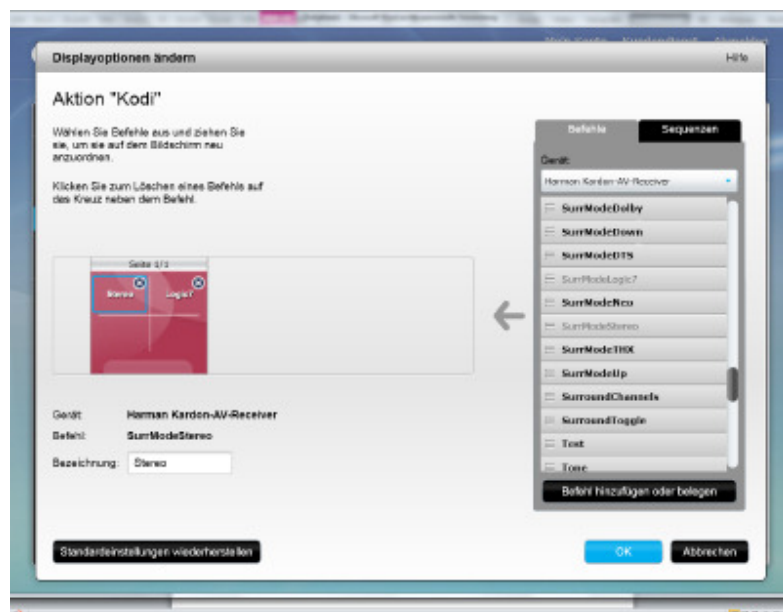 Displayoptionen ändern
Hilfe
Aktion "Kodi"
Wählen Sie Befehle aus und ziehen Sie
sie, um sie auf dem Bildschirm neu
anzuordnen.
Klicken Sie zum Löschen eines Befehls auf
das Kreuz neben dem Befehl.
Seite 1/1
Stereo
Logic7
Gerät:
Harman Kardon-AV-Receiver
Befehl:
SurrModeStereo
Bezeichnung:
Stereo
Befehle
Sequenzen
Gerät:
Harman Kardon-AV-Receiver
SurrModeDolby
SurrModeDown
SurrModeDTS
SurrModeLogic7
SurrModeNeo
SurrModeStereo
SurrModeTHX
SurrModeUp
SurroundChannels
SurroundToggle
Test
Tone
Befehl hinzufügen oder belegen
Standardeinstellungen wiederherstellen
OK
Abbrechen